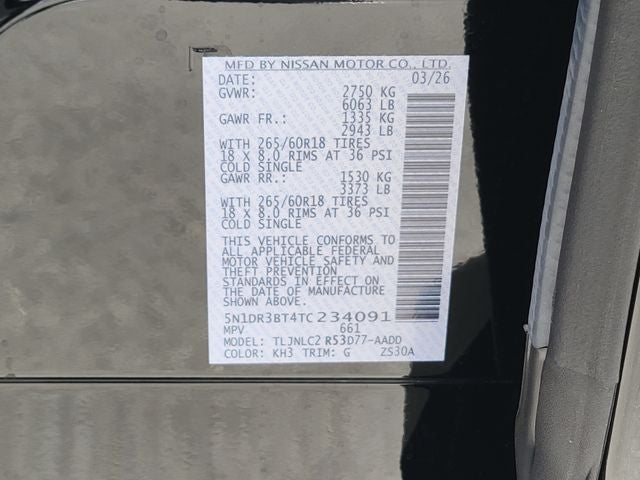 MFD BY NISSAN MOTOR CO., LTD.
DATE: 03/26
GVWR: 2750 KG
6063 LB
GAWR FR.: 1335 KG
2943 LB
WITH 265/60R18 TIRES
18 X 8.0 RIMS AT 36 PSI
COLD SINGLE
GAWR RR.: 1530 KG
3373 LB
WITH 265/60R18 TIRES
18 X 8.0 RIMS AT 36 PSI
COLD SINGLE
THIS VEHICLE CONFORMS TO
ALL APPLICABLE FEDERAL
MOTOR VEHICLE SAFETY AND
THEFT PREVENTION
STANDARDS IN EFFECT ON
THE DATE OF MANUFACTURE
SHOWN ABOVE.
5N1DR3BT4TC234091
MPV 661
MODEL: TLJNLC2 R53D77-AADD
COLOR: KH3 TRIM: G ZS30A